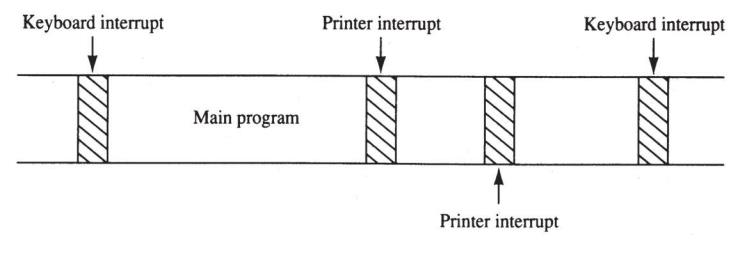 Keyboard interrupt
Printer interrupt
Keyboard interrupt
Main program
Printer interrupt